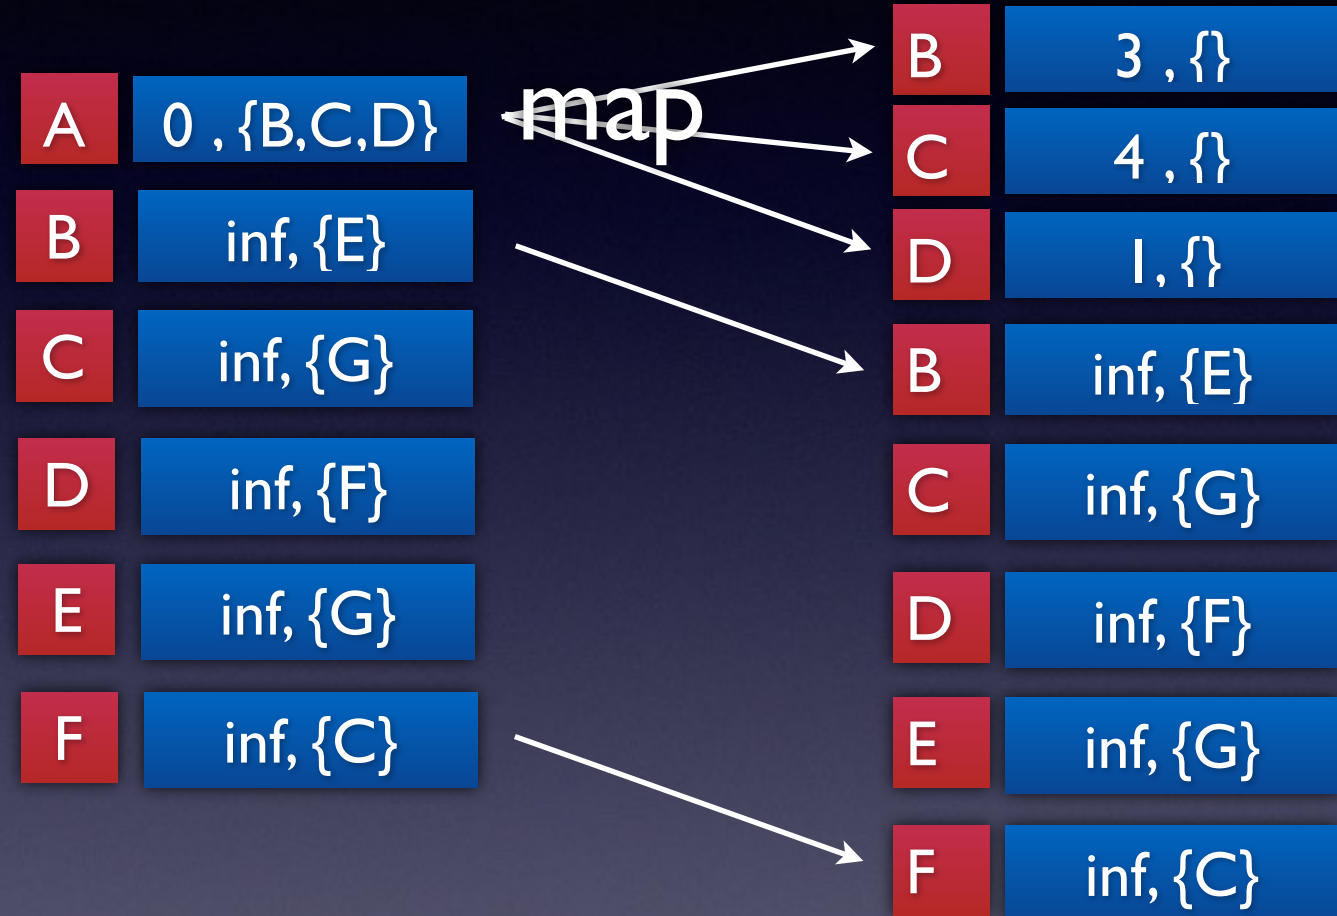 A 0 , {B,C,D}
B inf, {E}
C inf, {G}
D inf, {F}
E inf, {G}
F inf, {C}
map
B 3 , {}
C 4 , {}
D 1, {}
B inf, {E}
C inf, {G}
D inf, {F}
E inf, {G}
F inf, {C}